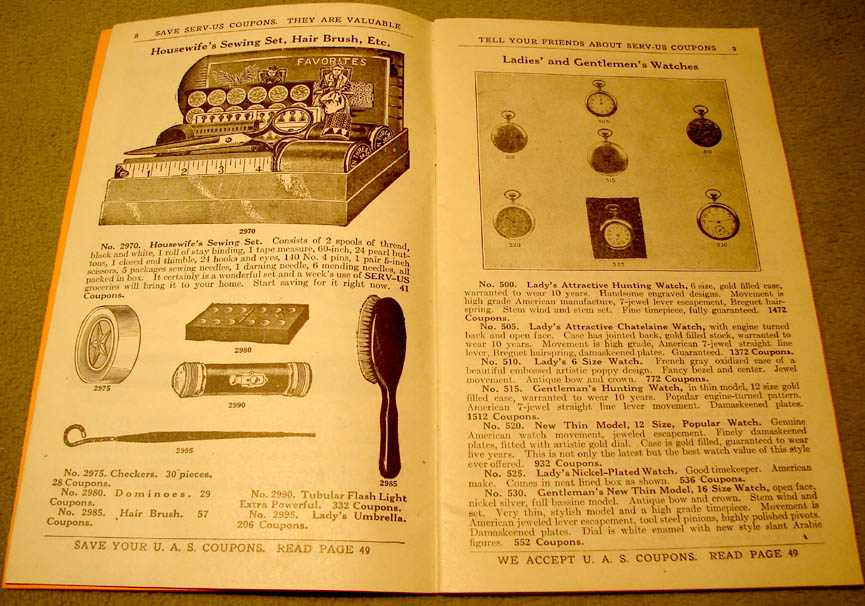 8 SAVE SERV-US COUPONS. THEY ARE VALUABLE
Housewife's Sewing Set, Hair Brush, Etc.
FAVORITES
1 2 3 4
2970
No. 2970. Housewife's Sewing Set. Consists of 2 spools of thread,
black and white, 1 roll of stay binding, 1 tape measure, 60-inch, 24 pearl but-
tons, 1 closed end thimble, 24 hooks and eyes, 140 No. 4 pins, 1 pair 5-inch
scissors, 5 packages sewing needles, 1 darning needle, 6 mending needles, all
packed in box. It certainly is a wonderful set and a week's use of SERV-US
groceries will bring it to your home. Start saving for it right now. 41
Coupons.
2975
2980
2990
2995
2985
No. 2975. Checkers. 30 pieces.
28 Coupons.
No. 2980. Dominoes. 29
Coupons.
No. 2985. Hair Brush. 57
Coupons.
No. 2990. Tubular Flash Light
Extra Powerful. 332 Coupons.
No. 2995. Lady's Umbrella.
206 Coupons.
SAVE YOUR U. A. S. COUPONS. READ PAGE 49
TELL YOUR FRIENDS ABOUT SERV-US COUPONS 9
Ladies' and Gentlemen's Watches
505
500
510
515
520
525
530
No. 500. Lady's Attractive Hunting Watch, 6 size, gold filled case,
warranted to wear 10 years. Handsome engraved designs. Movement is
high grade American manufacture, 7-jewel lever escapement, Breguet hair-
spring. Stem wind and stem set. Fine timepiece, fully guaranteed. 1472
Coupons.
No. 505. Lady's Attractive Chatelaine Watch, with engine turned
back and open face. Case has jointed back, gold filled stock, warranted to
wear 10 years. Movement is high grade, American 7-jewel straight line
lever, Breguet hairspring, damaskeened plates. Guaranteed. 1372 Coupons.
No. 510. Lady's 6 Size Watch. French gray oxidized case of a
beautiful embossed artistic poppy design. Fancy bezel and center. Jewel
movement. Antique bow and crown. 772 Coupons.
No. 515. Gentleman's Hunting Watch, in thin model, 12 size gold
filled case, warranted to wear 10 years. Popular engine-turned pattern.
American 7-jewel straight line lever movement. Damaskeened plates.
1512 Coupons.
No. 520. New Thin Model, 12 Size, Popular Watch. Genuine
American watch movement, jeweled escapement. Finely damaskeened
plates, fitted with artistic gold dial. Case is gold filled, guaranteed to wear
five years. This is not only the latest but the best watch value of this style
ever offered. 932 Coupons.
No. 525. Lady's Nickel-Plated Watch. Good timekeeper. American
make. Comes in neat lined box as shown. 536 Coupons.
No. 530. Gentleman's New Thin Model, 16 Size Watch, open face,
nickel silver, full bassine model. Antique bow and crown. Stem wind and
set. Very thin, stylish model and a high grade timepiece. Movement is
American jeweled lever escapement, tool steel pinions, highly polished pivots.
Damaskeened plates. Dial is white enamel with new style slant Arabic
figures. 552 Coupons.
WE ACCEPT U. A. S. COUPONS. READ PAGE 49